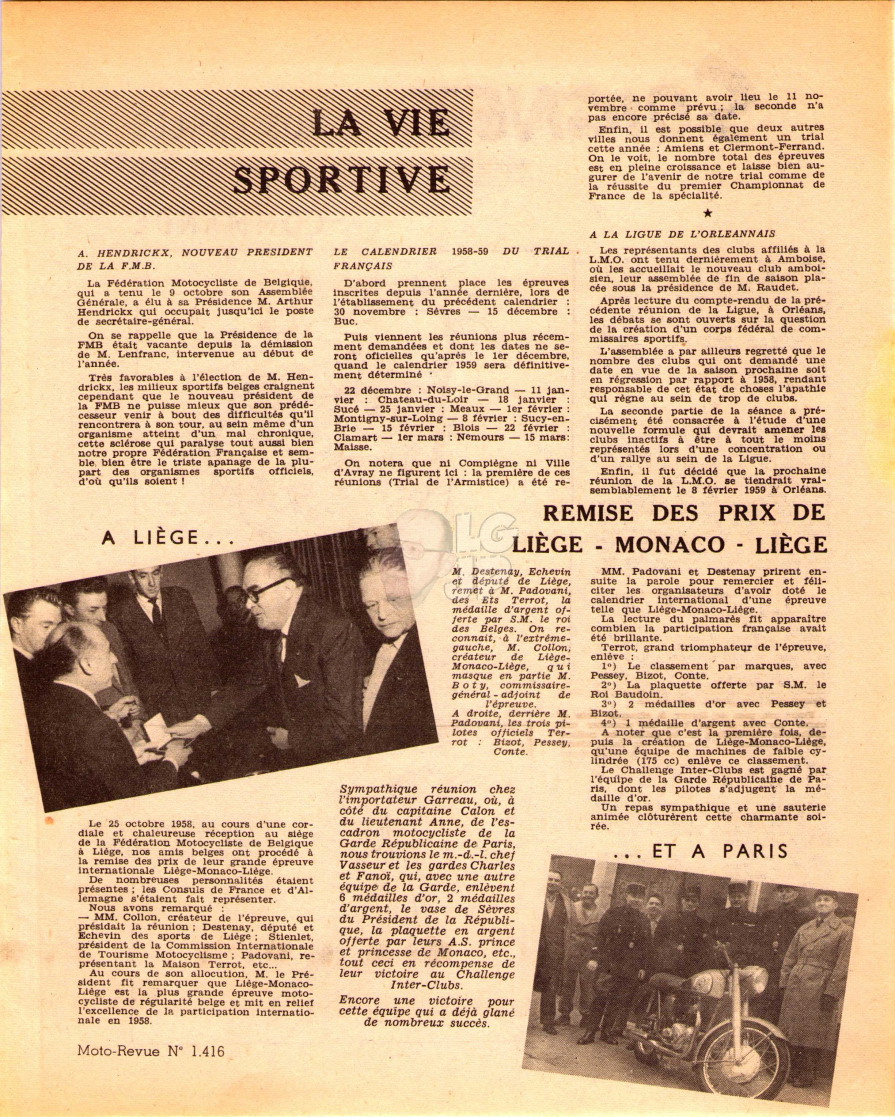 LA VIE
SPORTIVE
A. HENDRICKX, NOUVEAU PRESIDENT
DE LA F.M.B.
La Fédération Motocycliste de Belgique,
qui a tenu le 9 octobre son Assemblée
Générale, a élu à sa Présidence M. Arthur
Hendrickx qui occupait jusqu'ici le poste
de secrétaire-général.
On se rappelle que la Présidence de la
FMB était vacante depuis la démission
de M. Lenfranc, intervenue au début de
l'année.
Très favorables à l'élection de M. Hen-
drickx, les milieux sportifs belges craignent
cependant que le nouveau président de
la FMB ne puisse mieux que son prédé-
cesseur venir à bout des difficultés qu'il
rencontrera à son tour, au sein même d'un
organisme atteint d'un mal chronique,
cette sclérose qui paralyse tout aussi bien
notre propre Fédération Française et sem-
ble bien être le triste apanage de la plu-
part des organismes sportifs officiels,
d'où qu'ils soient !
LE CALENDRIER 1958-59 DU TRIAL
FRANÇAIS
D'abord prennent place les épreuves
inscrites depuis l'année dernière, lors de
l'établissement du précédent calendrier :
30 novembre : Sèvres — 15 décembre :
Buc.
Puis viennent les réunions plus récem-
ment demandées et dont les dates ne se-
ront oficielles qu'après le 1er décembre,
quand le calendrier 1959 sera définitive-
ment déterminé :
22 décembre : Noisy-le-Grand — 11 jan-
vier : Chateau-du-Loir — 18 janvier :
Sucé — 25 janvier : Meaux — 1er février :
Montigny-sur-Loing — 8 février : Sucy-en-
Brie — 15 février : Blois — 22 février :
Clamart — 1er mars : Nemours — 15 mars:
Maisse.
On notera que ni Compiègne ni Ville
d'Avray ne figurent ici : la première de ces
réunions (Trial de l'Armistice) a été re-
portée, ne pouvant avoir lieu le 11 no-
vembre comme prévu ; la seconde n'a
pas encore précisé sa date.
Enfin, il est possible que deux autres
villes nous donnent également un trial
cette année : Amiens et Clermont-Ferrand.
On le voit, le nombre total des épreuves
est en pleine croissance et laisse bien au-
gurer de l'avenir de notre trial comme de
la réussite du premier Championnat de
France de la spécialité.
★
A LA LIGUE DE L'ORLEANNAIS
Les représentants des clubs affiliés à la
L.M.O. ont tenu dernièrement à Amboise,
où les accueillait le nouveau club amboi-
sien, leur assemblée de fin de saison pla-
cée sous la présidence de M. Raudet.
Après lecture du compte-rendu de la pré-
cédente réunion de la Ligue, à Orléans,
les débats se sont ouverts sur la question
de la création d'un corps fédéral de com-
missaires sportifs.
L'assemblée a par ailleurs regretté que le
nombre des clubs qui ont demandé une
date en vue de la saison prochaine soit
en régression par rapport à 1958, rendant
responsable de cet état de choses l'apathie
qui règne au sein de trop de clubs.
La seconde partie de la séance a pré-
cisément été consacrée à l'étude d'une
nouvelle formule qui devrait amener les
clubs inactifs à être à tout le moins
représentés lors d'une concentration ou
d'un rallye au sein de la Ligue.
Enfin, il fut décidé que la prochaine
réunion de la L.M.O. se tiendrait vrai-
semblablement le 8 février 1959 à Orléans.
REMISE DES PRIX DE
LIÈGE - MONACO - LIÈGE
A LIÈGE...
LG
M. Destenay, Echevin
et député de Liège,
remet à M. Padovani,
des Ets Terrot, la
médaille d'argent of-
ferte par S.M. le roi
des Belges. On re-
connait, à l'extrême-
gauche, M. Collon,
créateur de Liège-
Monaco-Liège, qui
masque en partie M.
Boty, commissaire-
général-adjoint de
l'épreuve.
A droite, derrière M.
Padovani, les trois pi-
lotes officiels Ter-
rot : Bizot, Pessey,
Conte.
Le 25 octobre 1958, au cours d'une cor-
diale et chaleureuse réception au siège
de la Fédération Motocycliste de Belgique
à Liège, nos amis belges ont procédé à
la remise des prix de leur grande épreuve
internationale Liège-Monaco-Liège.
De nombreuses personnalités étaient
présentes ; les Consuls de France et d'Al-
lemagne s'étaient fait représenter.
Nous avons remarqué :
— MM. Collon, créateur de l'épreuve, qui
présidait la réunion ; Destenay, député et
Echevin des sports de Liège ; Stienlet,
président de la Commission Internationale
de Tourisme Motocyclisme ; Padovani, re-
présentant la Maison Terrot, etc...
Au cours de son allocution, M. le Pré-
sident fit remarquer que Liège-Monaco-
Liège est la plus grande épreuve moto-
cycliste de régularité belge et mit en relief
l'excellence de la participation internatio-
nale en 1958.
Sympathique réunion chez
l'importateur Garreau, où, à
côté du capitaine Calon et
du lieutenant Anne, de l'es-
cadron motocycliste de la
Garde Républicaine de Paris,
nous trouvions le m.-d.-l. chef
Vasseur et les gardes Charles
et Fanoï, qui, avec une autre
équipe de la Garde, enlèvent
6 médailles d'or, 2 médailles
d'argent, le vase de Sèvres
du Président de la Républi-
que, la plaquette en argent
offerte par leurs A.S. prince
et princesse de Monaco, etc.,
tout ceci en récompense de
leur victoire au Challenge
Inter-Clubs.
Encore une victoire pour
cette équipe qui a déjà glané
de nombreux succès.
MM. Padovani et Destenay prirent en-
suite la parole pour remercier et féli-
citer les organisateurs d'avoir doté le
calendrier international d'une épreuve
telle que Liège-Monaco-Liège.
La lecture du palmarès fit apparaître
combien la participation française avait
été brillante.
Terrot, grand triomphateur de l'épreuve,
enlève :
1°) Le classement par marques, avec
Pessey, Bizot, Conte.
2°) La plaquette offerte par S.M. le
Roi Baudoin.
3°) 2 médailles d'or avec Pessey et
Bizot.
4°) 1 médaille d'argent avec Conte.
A noter que c'est la première fois, de-
puis la création de Liège-Monaco-Liège,
qu'une équipe de machines de faible cy-
lindrée (175 cc) enlève ce classement.
Le Challenge Inter-Clubs est gagné par
l'équipe de la Garde Républicaine de Pa-
ris, dont les pilotes s'adjugent la mé-
daille d'or.
Un repas sympathique et une sauterie
animée clôturèrent cette charmante soi-
rée.
...ET A PARIS
Moto-Revue N° 1.416